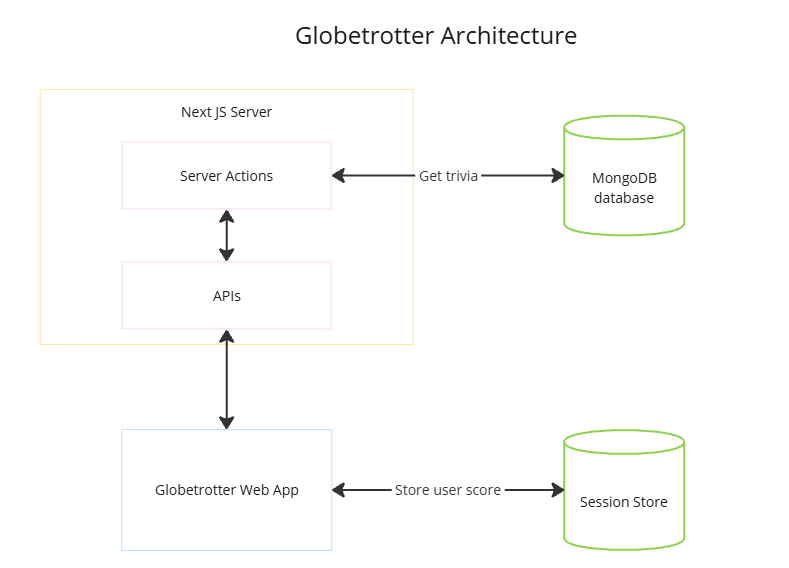 Globetrotter Architecture
Next JS Server
Server Actions
Get trivia
MongoDB
database
APIs
Globetrotter Web App
Store user score
Session Store